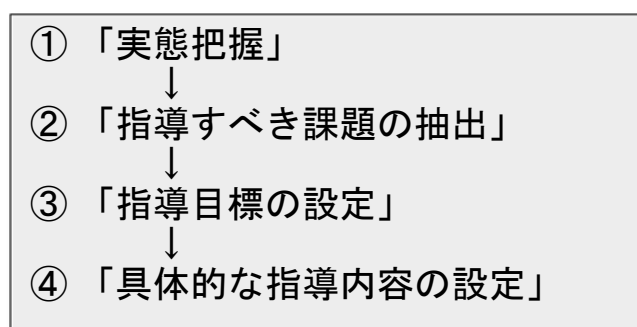 ① 「実態把握」
↓
② 「指導すべき課題の抽出」
↓
③ 「指導目標の設定」
↓
④ 「具体的な指導内容の設定」